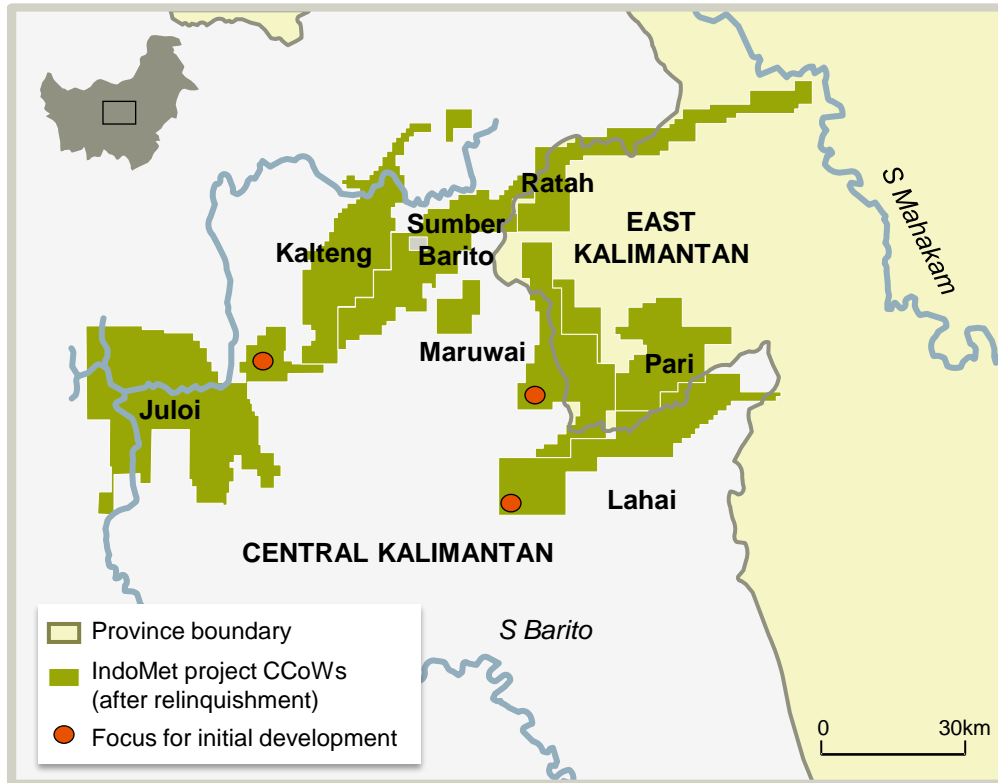 Ratah
S Mahakam
Sumber
Barito
Kalteng
EAST
KALIMANTAN
Maruwai
Pari
Juloi
Lahai
CENTRAL KALIMANTAN
S Barito
Province boundary
IndoMet project CCoWs
(after relinquishment)
Focus for initial development
0 30km